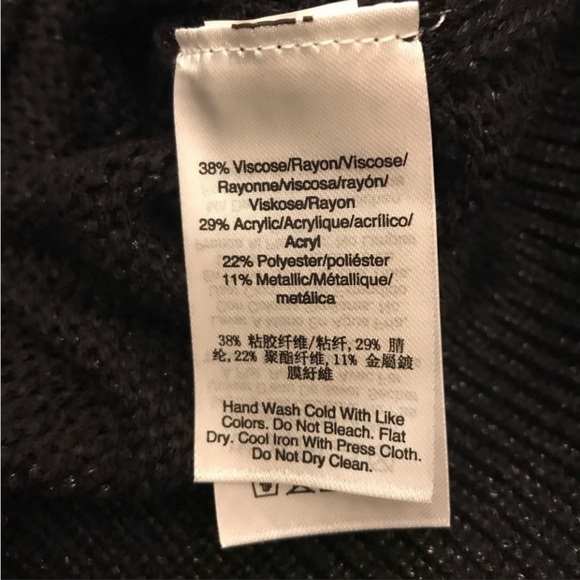 38% Viscose/Rayon/Viscose/
Rayonne/viscosa/rayón/
Viskose/Rayon
29% Acrylic/Acrylique/acrílico/
Acryl
22% Polyester/poliéster
11% Metallic/Métallique/
metálica
38% 粘胶纤维/粘纤,29% 腈
纶,22% 聚酯纤维,11% 金屬鍍
膜紆維
Hand Wash Cold With Like
Colors. Do Not Bleach. Flat
Dry. Cool Iron With Press Cloth.
Do Not Dry Clean.